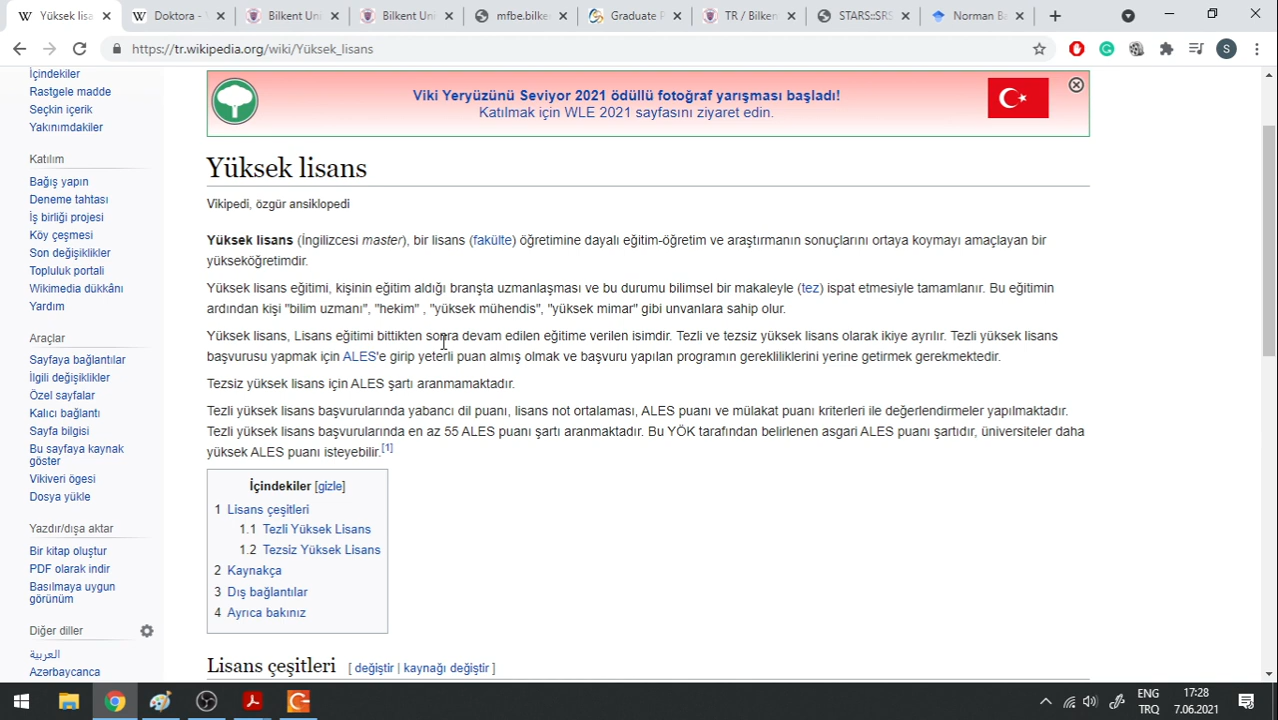 Yüksek lisa
Doktora -
Bilkent Uni
Bilkent Uni
mfbe.bilke
Graduate P
TR / Bilken
STARS::SRS
Norman Ba
https://tr.wikipedia.org/wiki/Yüksek_lisans
S
İçindekiler
Rastgele madde
Seçkin içerik
Yakınımdakiler
Katılım
Bağış yapın
Deneme tahtası
İş birliği projesi
Köy çeşmesi
Son değişiklikler
Topluluk portali
Wikimedia dükkânı
Yardım
Araçlar
Sayfaya bağlantılar
İlgili değişiklikler
Özel sayfalar
Kalıcı bağlantı
Sayfa bilgisi
Bu sayfaya kaynak
göster
Vikiveri ögesi
Dosya yükle
Yazdır/dışa aktar
Bir kitap oluştur
PDF olarak indir
Basılmaya uygun
görünüm
Diğer diller
العربية
Azərbaycanca
Viki Yeryüzünü Seviyor 2021 ödüllü fotoğraf yarışması başladı!
Katılmak için WLE 2021 sayfasını ziyaret edin.
Yüksek lisans
Vikipedi, özgür ansiklopedi
Yüksek lisans (İngilizcesi master), bir lisans (fakülte) öğretimine dayalı eğitim-öğretim ve araştırmanın sonuçlarını ortaya koymayı amaçlayan bir
yükseköğretimdir.
Yüksek lisans eğitimi, kişinin eğitim aldığı branşta uzmanlaşması ve bu durumu bilimsel bir makaleyle (tez) ispat etmesiyle tamamlanır. Bu eğitimin
ardından kişi "bilim uzmanı", "hekim" , "yüksek mühendis", "yüksek mimar" gibi unvanlara sahip olur.
Yüksek lisans, Lisans eğitimi bittikten sonra devam edilen eğitime verilen isimdir. Tezli ve tezsiz yüksek lisans olarak ikiye ayrılır. Tezli yüksek lisans
başvurusu yapmak için ALES'e girip yeterli puan almış olmak ve başvuru yapılan programın gerekliliklerini yerine getirmek gerekmektedir.
Tezsiz yüksek lisans için ALES şartı aranmamaktadır.
Tezli yüksek lisans başvurularında yabancı dil puanı, lisans not ortalaması, ALES puanı ve mülakat puanı kriterleri ile değerlendirmeler yapılmaktadır.
Tezli yüksek lisans başvurularında en az 55 ALES puanı şartı aranmaktadır. Bu YÖK tarafından belirlenen asgari ALES puanı şartıdır, üniversiteler daha
yüksek ALES puanı isteyebilir.[1]
İçindekiler [gizle]
1 Lisans çeşitleri
1.1 Tezli Yüksek Lisans
1.2 Tezsiz Yüksek Lisans
2 Kaynakça
3 Dış bağlantılar
4 Ayrıca bakınız
Lisans çeşitleri [ değiştir | kaynağı değiştir ]
ENG
TRQ
17:28
7.06.2021